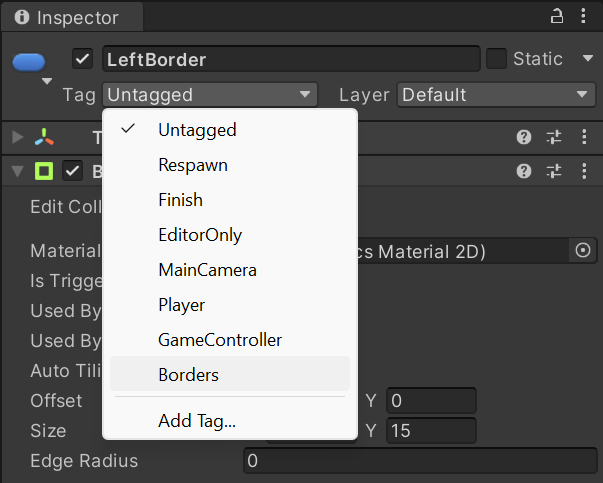 Inspector
LeftBorder
Static
Tag Untagged
Layer Default
Untagged
Respawn
Finish
EditorOnly
MainCamera
Player
GameController
Borders
Add Tag...
T
B
Edit Coll
Material
cs Material 2D)
Is Trigge
Used By
Used By
Auto Tili
Offset
Y 0
Size
Y 15
Edge Radius
0